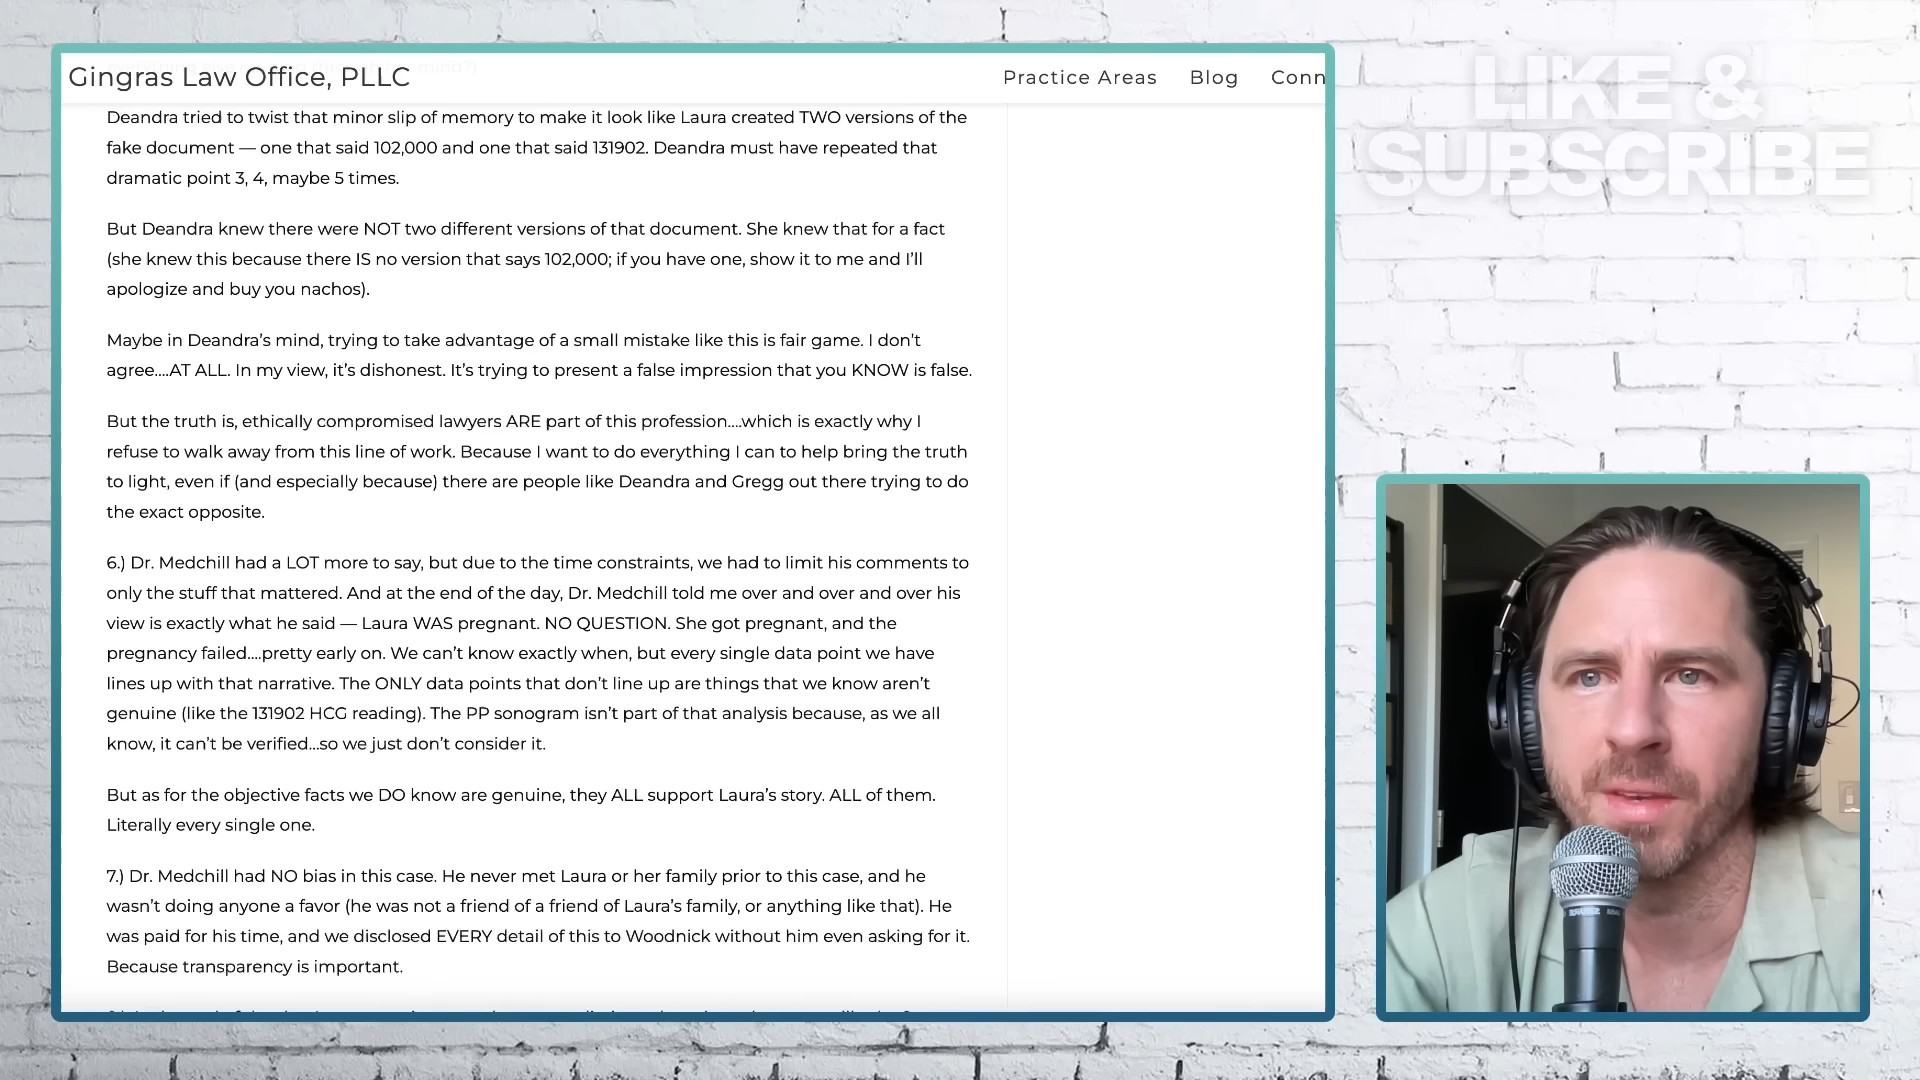 Gingras Law Office, PLLC
Practice Areas Blog Conn
LIKE &
SUBSCRIBE
Deandra tried to twist that minor slip of memory to make it look like Laura created TWO versions of the
fake document — one that said 102,000 and one that said 131902. Deandra must have repeated that
dramatic point 3, 4, maybe 5 times.
But Deandra knew there were NOT two different versions of that document. She knew that for a fact
(she knew this because there IS no version that says 102,000; if you have one, show it to me and I’ll
apologize and buy you nachos).
Maybe in Deandra’s mind, trying to take advantage of a small mistake like this is fair game. I don’t
agree….AT ALL. In my view, it’s dishonest. It’s trying to present a false impression that you KNOW is false.
But the truth is, ethically compromised lawyers ARE part of this profession….which is exactly why I
refuse to walk away from this line of work. Because I want to do everything I can to help bring the truth
to light, even if (and especially because) there are people like Deandra and Gregg out there trying to do
the exact opposite.
6.) Dr. Medchill had a LOT more to say, but due to the time constraints, we had to limit his comments to
only the stuff that mattered. And at the end of the day, Dr. Medchill told me over and over and over his
view is exactly what he said — Laura WAS pregnant. NO QUESTION. She got pregnant, and the
pregnancy failed….pretty early on. We can’t know exactly when, but every single data point we have
lines up with that narrative. The ONLY data points that don’t line up are things that we know aren’t
genuine (like the 131902 HCG reading). The PP sonogram isn’t part of that analysis because, as we all
know, it can’t be verified…so we just don’t consider it.
But as for the objective facts we DO know are genuine, they ALL support Laura’s story. ALL of them.
Literally every single one.
7.) Dr. Medchill had NO bias in this case. He never met Laura or her family prior to this case, and he
wasn’t doing anyone a favor (he was not a friend of a friend of Laura’s family, or anything like that). He
was paid for his time, and we disclosed EVERY detail of this to Woodnick without him even asking for it.
Because transparency is important.